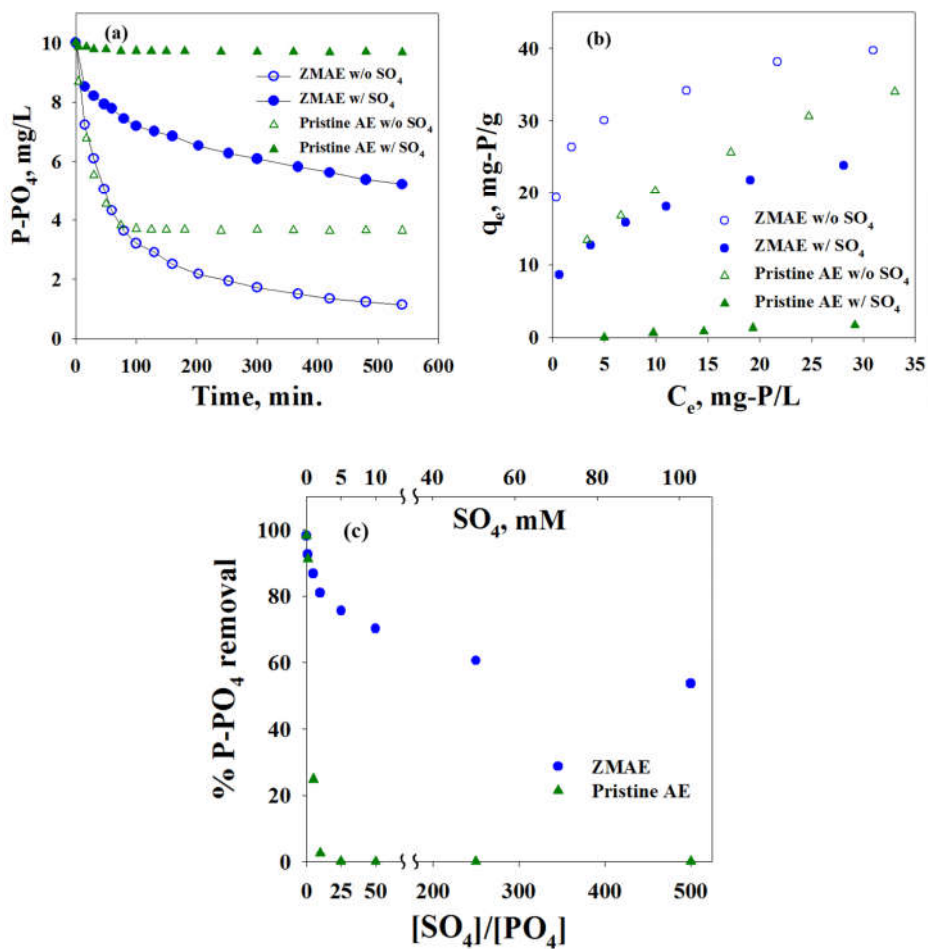 (a)
10
8
6
4
2
0
P-PO₄, mg/L
ZMAE w/o SO₄
ZMAE w/ SO₄
Pristine AE w/o SO₄
Pristine AE w/ SO₄
0 100 200 300 400 500 600
Time, min.
(b)
40
30
20
10
0
qₑ, mg-P/g
ZMAE w/o SO₄
ZMAE w/ SO₄
Pristine AE w/o SO₄
Pristine AE w/ SO₄
0 5 10 15 20 25 30 35
Cₑ, mg-P/L
0 5 10 40 60 80 100
SO₄, mM
(c)
100
80
60
40
20
0
% P-PO₄ removal
ZMAE
Pristine AE
0 25 50 200 300 400 500
[SO₄]/[PO₄]